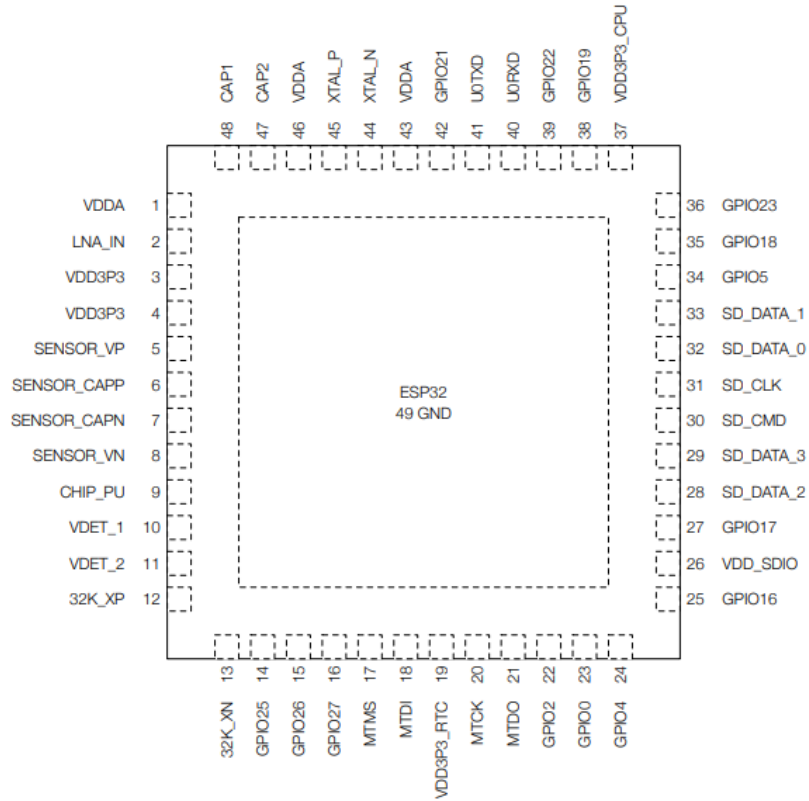 CAP1
CAP2
VDDA
XTAL_P
XTAL_N
VDDA
GPIO21
U0TXD
U0RXD
GPIO22
GPIO19
VDD3P3_CPU
48
47
46
45
44
43
42
41
40
39
38
37
VDDA 1
LNA_IN 2
VDD3P3 3
VDD3P3 4
SENSOR_VP 5
SENSOR_CAPP 6
SENSOR_CAPN 7
SENSOR_VN 8
CHIP_PU 9
VDET_1 10
VDET_2 11
32K_XP 12
ESP32
49 GND
36 GPIO23
35 GPIO18
34 GPIO5
33 SD_DATA_1
32 SD_DATA_0
31 SD_CLK
30 SD_CMD
29 SD_DATA_3
28 SD_DATA_2
27 GPIO17
26 VDD_SDIO
25 GPIO16
13
14
15
16
17
18
19
20
21
22
23
24
32K_XN
GPIO25
GPIO26
GPIO27
MTMS
MTDI
VDD3P3_RTC
MTCK
MTDO
GPIO2
GPIO0
GPIO4